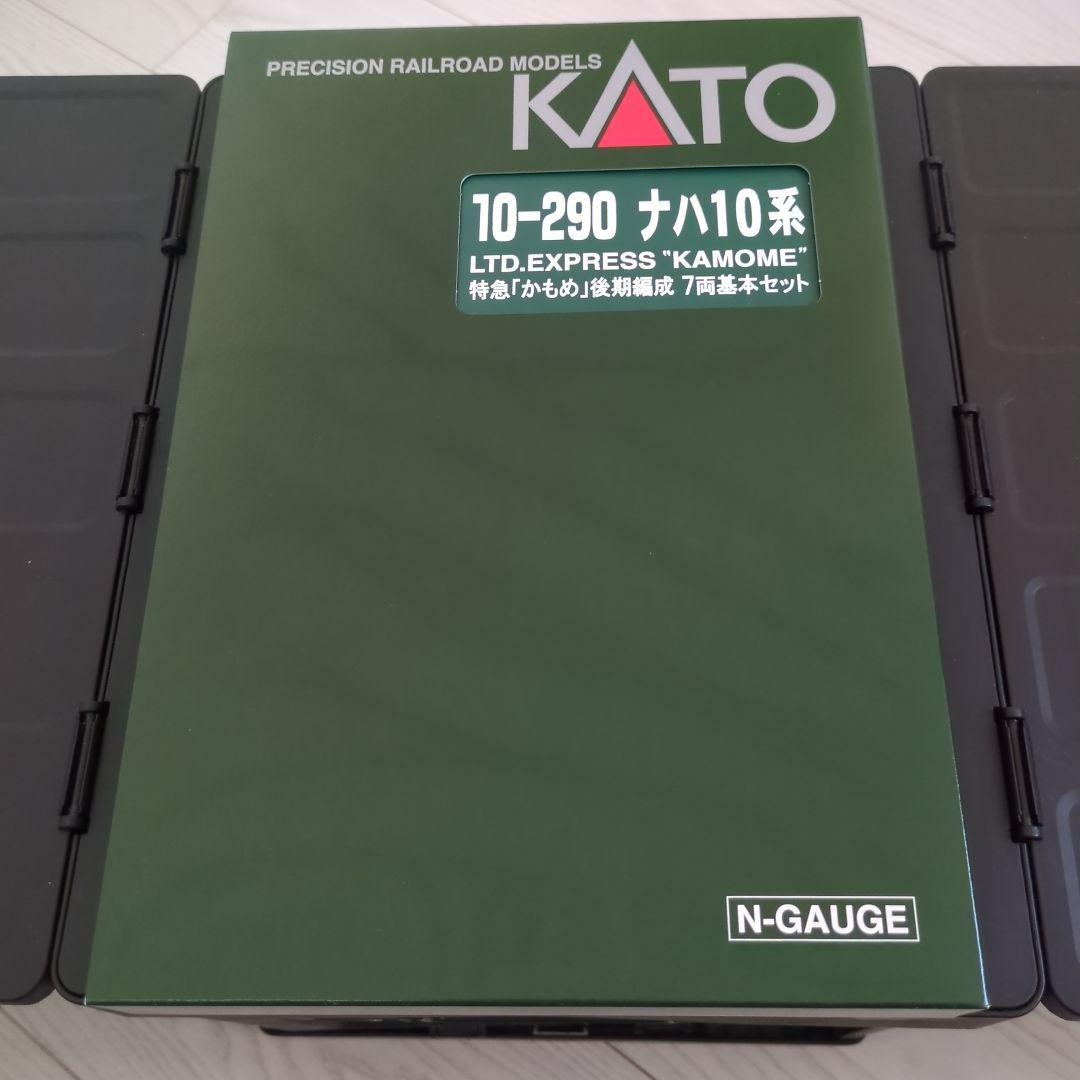 PRECISION RAILROAD MODELS
KATO
10-290 ナハ10系
LTD.EXPRESS "KAMOME"
特急「かもめ」後期編成 7両基本セット
N-GAUGE